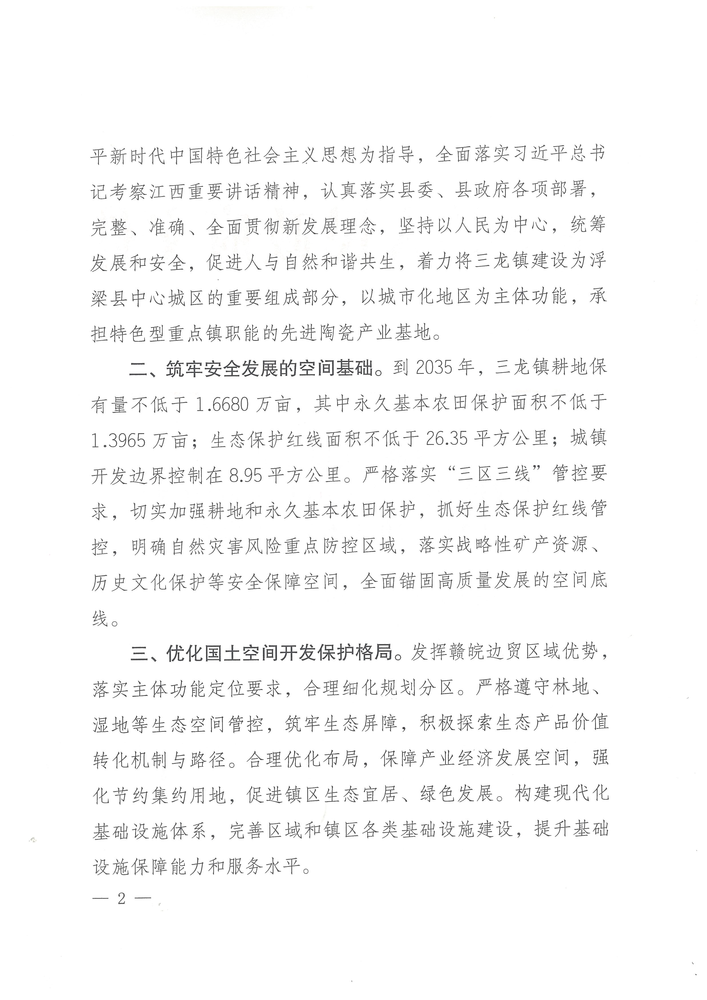 平新时代中国特色社会主义思想为指导，全面落实习近平总书
记考察江西重要讲话精神，认真落实县委、县政府各项部署，
完整、准确、全面贯彻新发展理念，坚持以人民为中心，统筹
发展和安全，促进人与自然和谐共生，着力将三龙镇建设为浮
梁县中心城区的重要组成部分，以城市化地区为主体功能，承
担特色型重点镇职能的先进陶瓷产业基地。
二、筑牢安全发展的空间基础。到 2035 年，三龙镇耕地保
有量不低于 1.6680 万亩，其中永久基本农田保护面积不低于
1.3965 万亩；生态保护红线面积不低于 26.35 平方公里；城镇
开发边界控制在 8.95 平方公里。严格落实“三区三线”管控要
求，切实加强耕地和永久基本农田保护，抓好生态保护红线管
控，明确自然灾害风险重点防控区域，落实战略性矿产资源、
历史文化保护等安全保障空间，全面锚固高质量发展的空间底
线。
三、优化国土空间开发保护格局。发挥赣皖边贸区域优势，
落实主体功能定位要求，合理细化规划分区。严格遵守林地、
湿地等生态空间管控，筑牢生态屏障，积极探索生态产品价值
转化机制与路径。合理优化布局，保障产业经济发展空间，强
化节约集约用地，促进镇区生态宜居、绿色发展。构建现代化
基础设施体系，完善区域和镇区各类基础设施建设，提升基础
设施保障能力和服务水平。
— 2 —